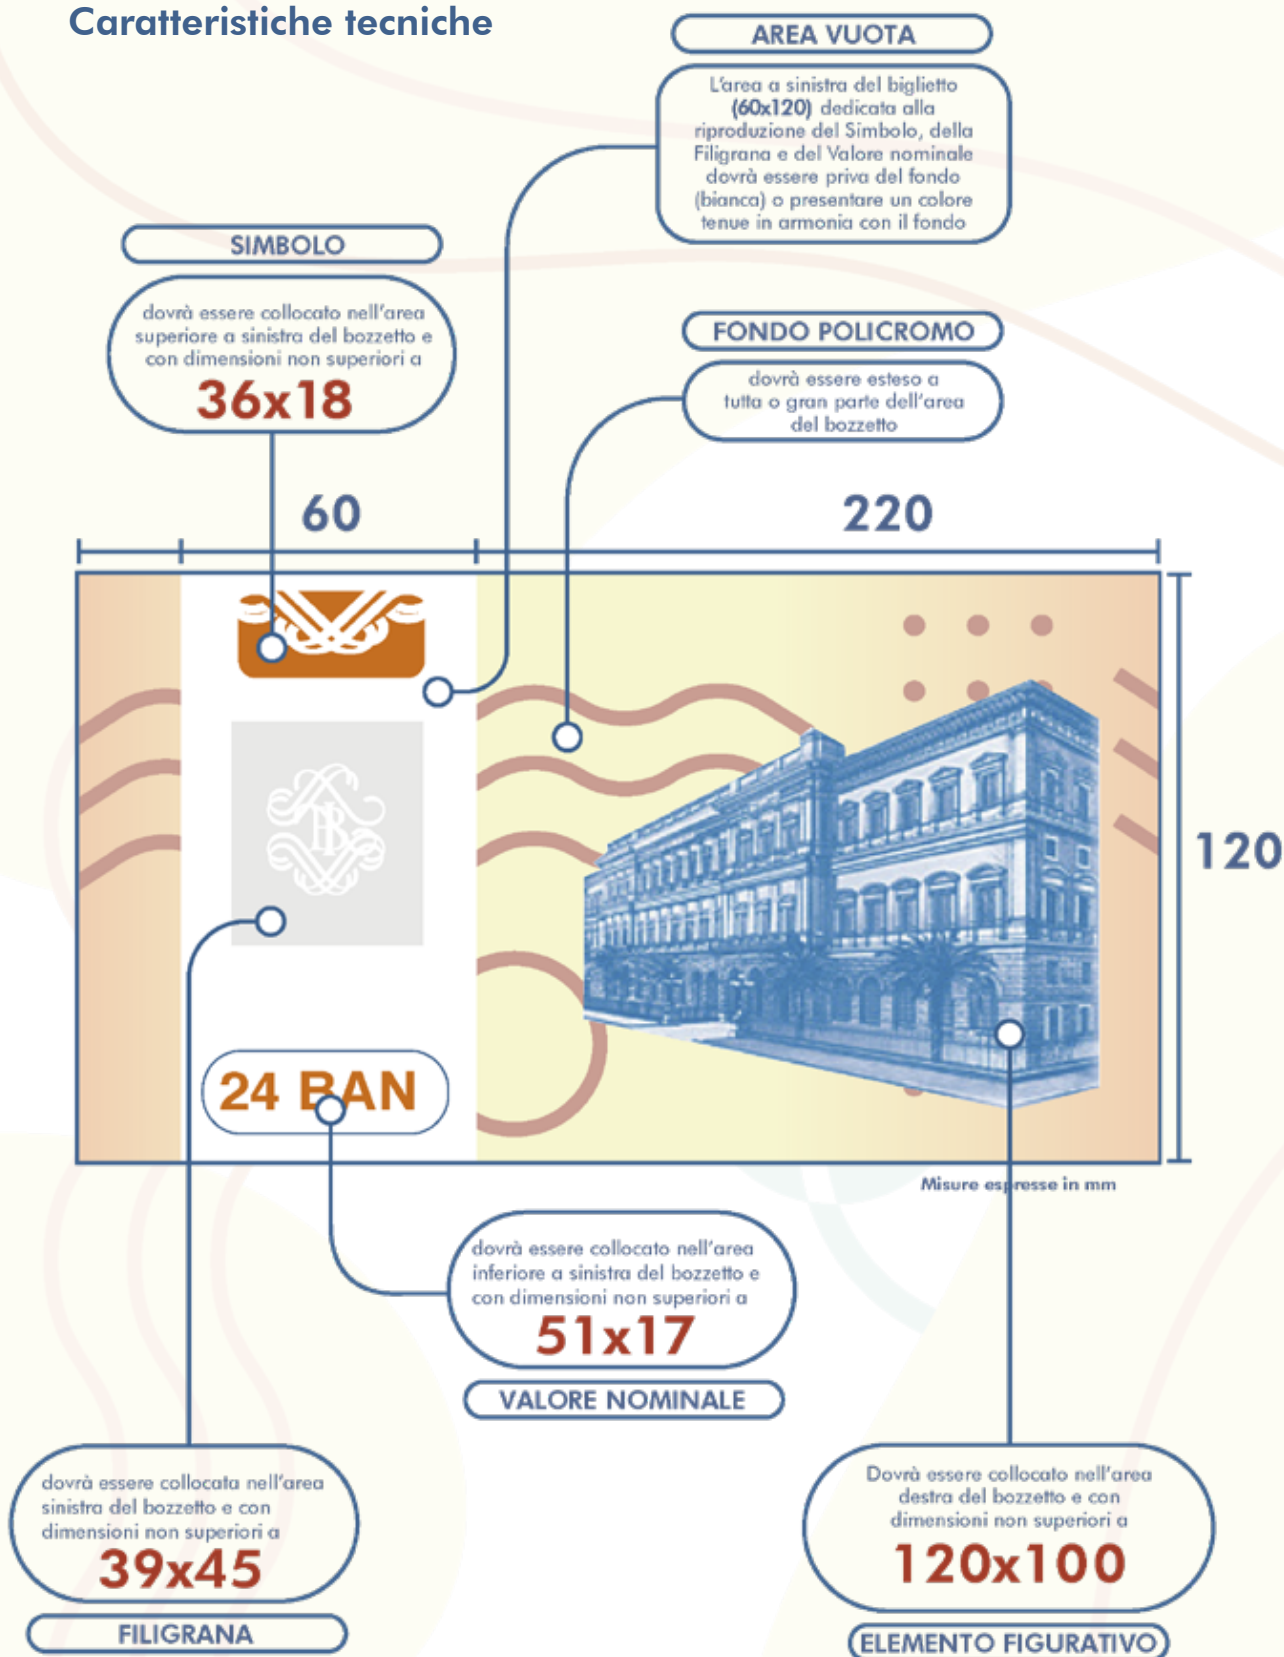 Caratteristiche tecniche
AREA VUOTA
L'area a sinistra del biglietto
(60x120) dedicata alla
riproduzione del Simbolo, della
Filigrana e del Valore nominale
dovrà essere priva del fondo
(bianca) o presentare un colore
tenue in armonia con il fondo
SIMBOLO
dovrà essere collocato nell'area
superiore a sinistra del bozzetto e
con dimensioni non superiori a
36x18
FONDO POLICROMO
dovrà essere esteso a
tutta o gran parte dell'area
del bozzetto
60
220
120
24 BAN
Misure espresse in mm
dovrà essere collocato nell'area
inferiore a sinistra del bozzetto e
con dimensioni non superiori a
51x17
VALORE NOMINALE
dovrà essere collocata nell'area
sinistra del bozzetto e con
dimensioni non superiori a
39x45
FILIGRANA
Dovrà essere collocato nell'area
destra del bozzetto e con
dimensioni non superiori a
120x100
ELEMENTO FIGURATIVO